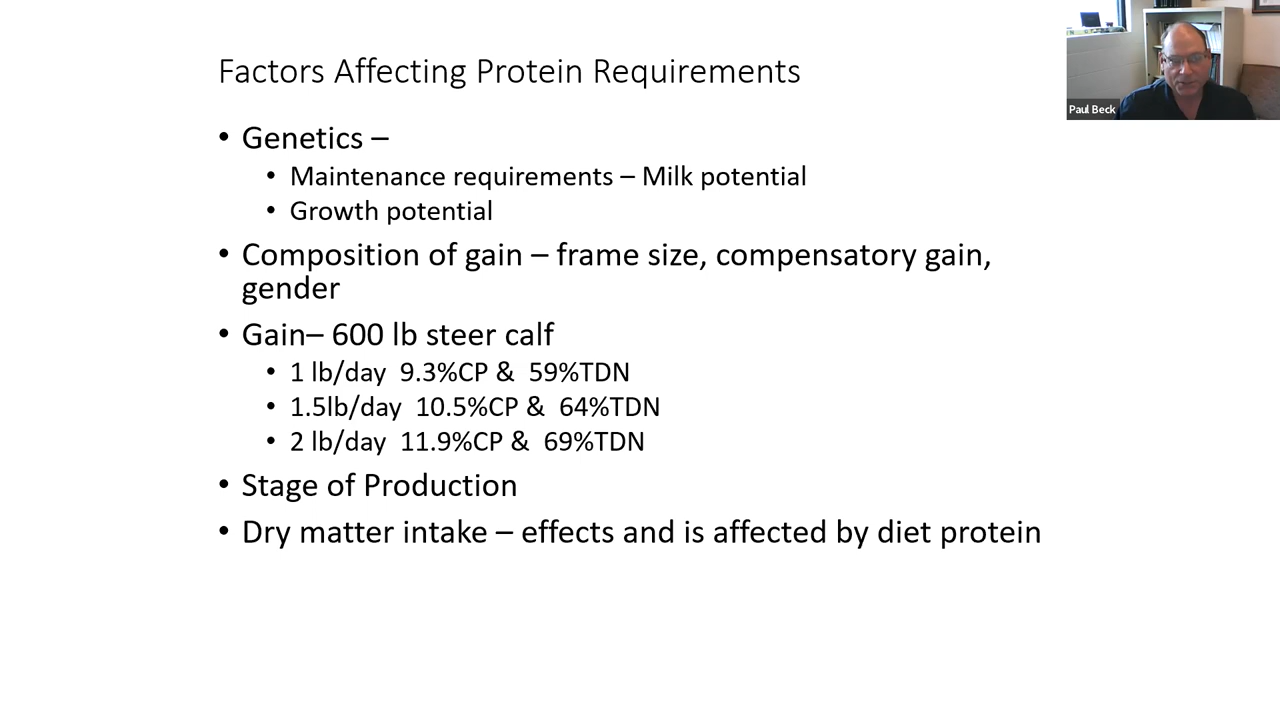 Factors Affecting Protein Requirements
Paul Beck
• Genetics –
• Maintenance requirements – Milk potential
• Growth potential
• Composition of gain – frame size, compensatory gain,
gender
• Gain– 600 lb steer calf
• 1 lb/day  9.3%CP &  59%TDN
• 1.5lb/day  10.5%CP &  64%TDN
• 2 lb/day  11.9%CP &  69%TDN
• Stage of Production
• Dry matter intake – effects and is affected by diet protein